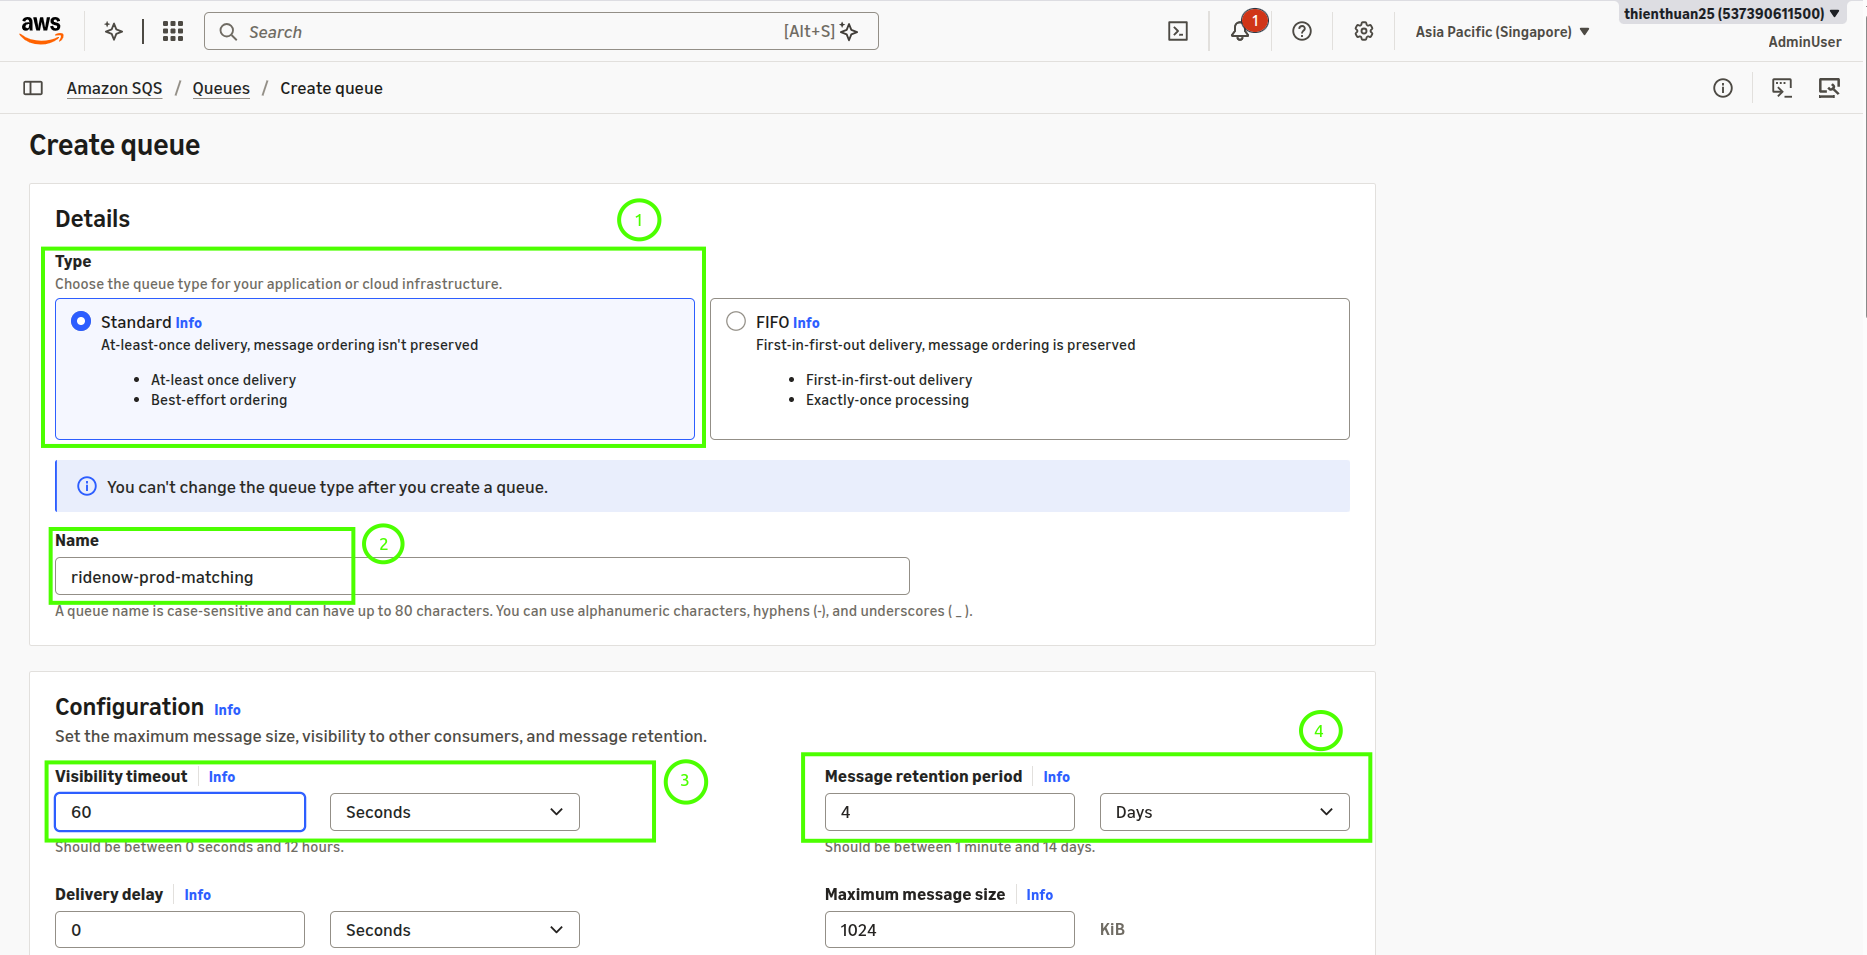 aws
Search
[Alt+S]
1
Asia Pacific (Singapore)
thienthuan25 (537390611500)
AdminUser
Amazon SQS / Queues / Create queue
Create queue
Details
1
Type
Choose the queue type for your application or cloud infrastructure.
Standard Info
At-least-once delivery, message ordering isn't preserved
• At-least once delivery
• Best-effort ordering
FIFO Info
First-in-first-out delivery, message ordering is preserved
• First-in-first-out delivery
• Exactly-once processing
You can't change the queue type after you create a queue.
Name
2
ridenow-prod-matching
A queue name is case-sensitive and can have up to 80 characters. You can use alphanumeric characters, hyphens (-), and underscores ( _ ).
Configuration Info
Set the maximum message size, visibility to other consumers, and message retention.
Visibility timeout Info
3
60 Seconds
Should be between 0 seconds and 12 hours.
4
Message retention period Info
4 Days
Should be between 1 minute and 14 days.
Delivery delay Info
0 Seconds
Maximum message size Info
1024 KiB